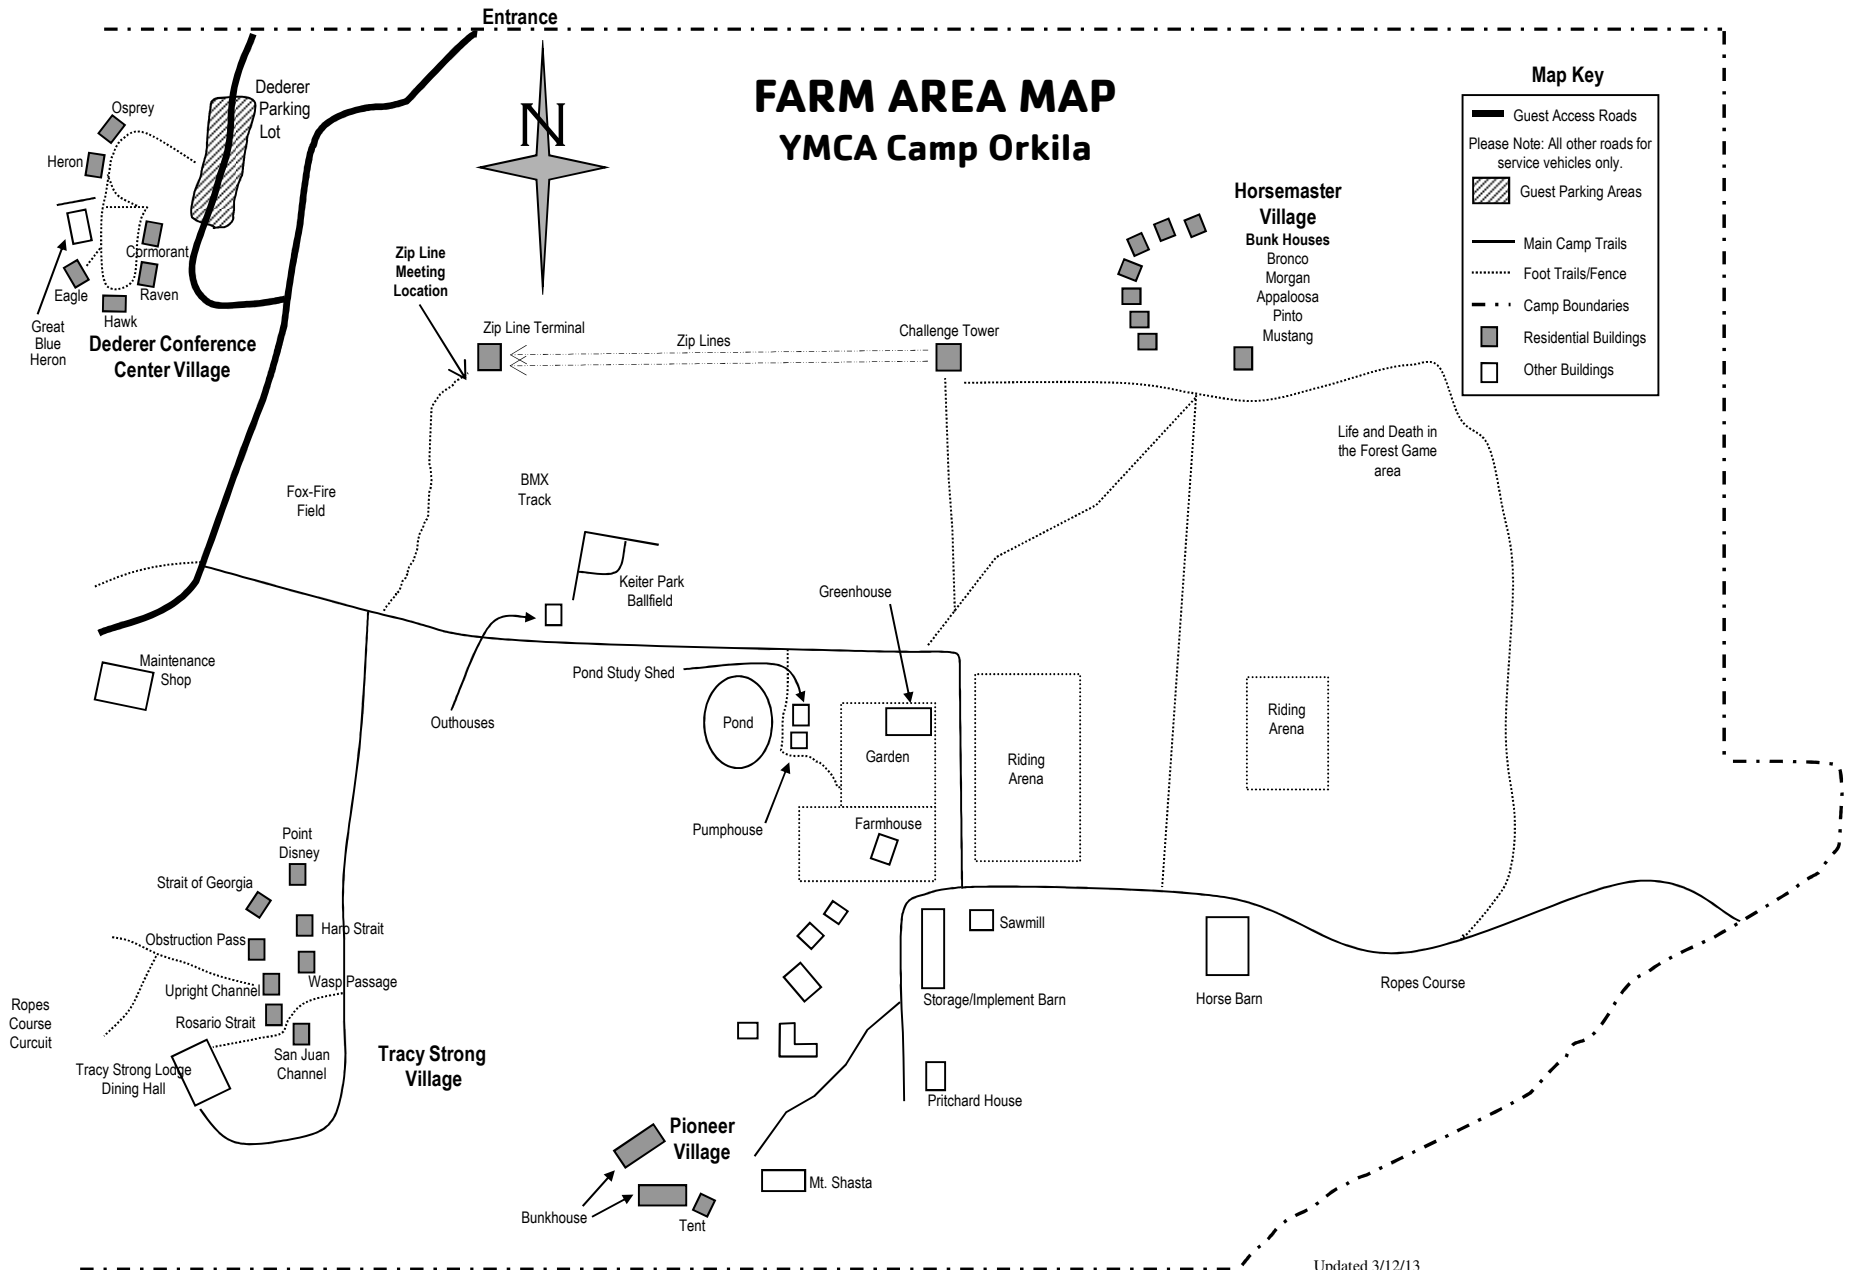 Entrance
FARM AREA MAP
YMCA Camp Orkila
N
Map Key
Guest Access Roads
Please Note: All other roads for
service vehicles only.
Guest Parking Areas
Main Camp Trails
Foot Trails/Fence
Camp Boundaries
Residential Buildings
Other Buildings
Dederer
Parking
Lot
Osprey
Heron
Cormorant
Eagle
Raven
Hawk
Great
Blue
Heron
Dederer Conference
Center Village
Zip Line
Meeting
Location
Zip Line Terminal
Zip Lines
Challenge Tower
Horsemaster
Village
Bunk Houses
Bronco
Morgan
Appaloosa
Pinto
Mustang
Life and Death in
the Forest Game
area
Fox-Fire
Field
BMX
Track
Keiter Park
Ballfield
Greenhouse
Maintenance
Shop
Pond Study Shed
Outhouses
Pond
Garden
Riding
Arena
Riding
Arena
Pumphouse
Farmhouse
Point
Disney
Strait of Georgia
Haro Strait
Obstruction Pass
Wasp Passage
Upright Channel
Rosario Strait
San Juan
Channel
Ropes
Course
Curcuit
Tracy Strong Lodge
Dining Hall
Tracy Strong
Village
Sawmill
Storage/Implement Barn
Horse Barn
Ropes Course
Pritchard House
Pioneer
Village
Mt. Shasta
Bunkhouse
Tent
Updated 3/12/13